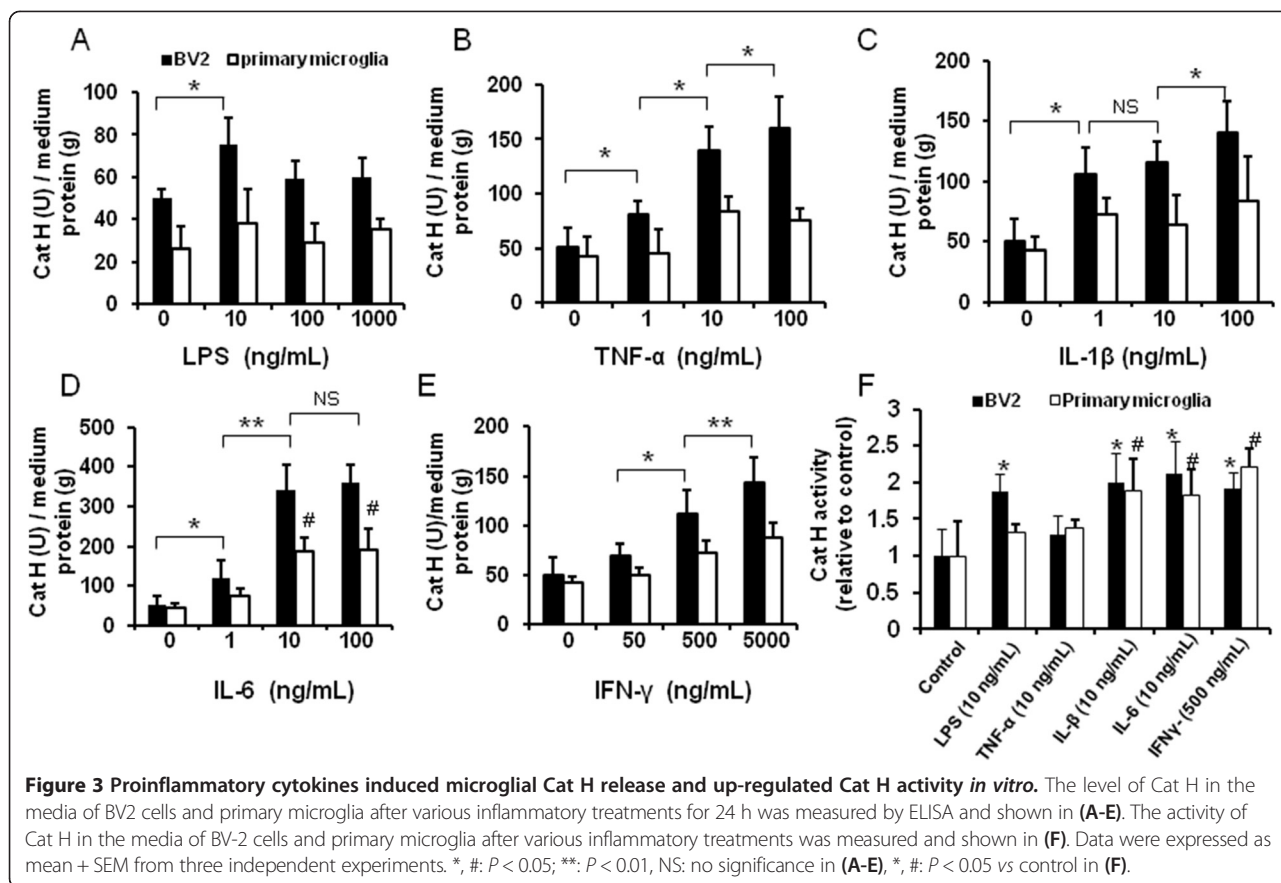 A
■BV2 □primary microglia
Cat H (U) / medium
protein (g)
100
80
60
40
20
0
*
0 10 100 1000
LPS (ng/mL)
B
Cat H (U) / medium
protein (g)
200
150
100
50
0
*
*
*
0 1 10 100
TNF-α (ng/mL)
C
Cat H (U) / medium
potein (g)
200
150
100
50
0
*
NS
*
0 1 10 100
IL-1β (ng/mL)
D
Cat H (U) / medium
protein (g)
500
400
300
200
100
0
*
**
NS
# #
0 1 10 100
IL-6 (ng/mL)
E
Cat H (U)/medium
protein (g)
200
150
100
50
0
*
**
0 50 500 5000
IFN-γ (ng/mL)
F
■BV2 □Primary microglia
Cat H activity
(relative to control)
3
2.5
2
1.5
1
0.5
0
* * # * # * #
Control
LPS (10 ng/mL)
TNF-α (10 ng/mL)
IL-β (10 ng/mL)
IL-6 (10 ng/mL)
IFNγ- (500 ng/mL)
Figure 3 Proinflammatory cytokines induced microglial Cat H release and up-regulated Cat H activity in vitro. The level of Cat H in the
media of BV2 cells and primary microglia after various inflammatory treatments for 24 h was measured by ELISA and shown in (A-E). The activity of
Cat H in the media of BV-2 cells and primary microglia after various inflammatory treatments was measured and shown in (F). Data were expressed as
mean + SEM from three independent experiments. *, #: P < 0.05; **: P < 0.01, NS: no significance in (A-E), *, #: P < 0.05 vs control in (F).